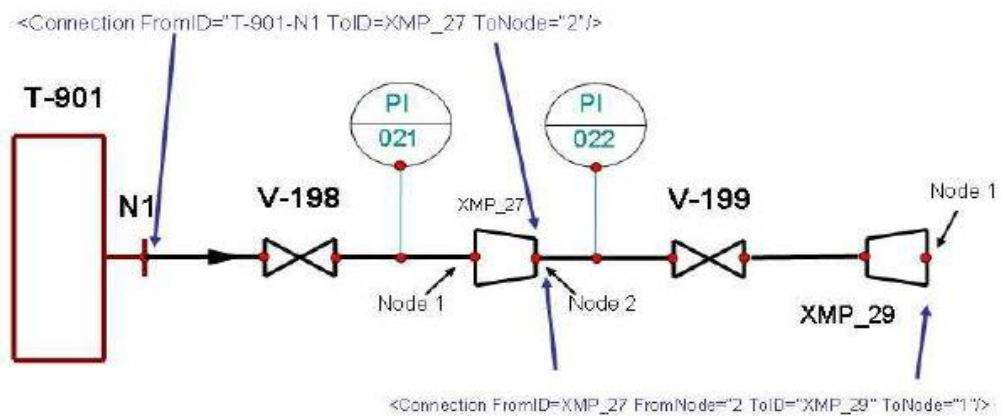 <Connection FromID="T-901-N1 ToID=XMP_27 ToNode="2"/>
T-901
PI
021
PI
022
N1
V-198
XMP_27
V-199
Node 1
Node 1
Node 2
XMP_29
<Connection FromID=XMP_27 FromNode="2 ToID="XMP_29" ToNode="1"/>